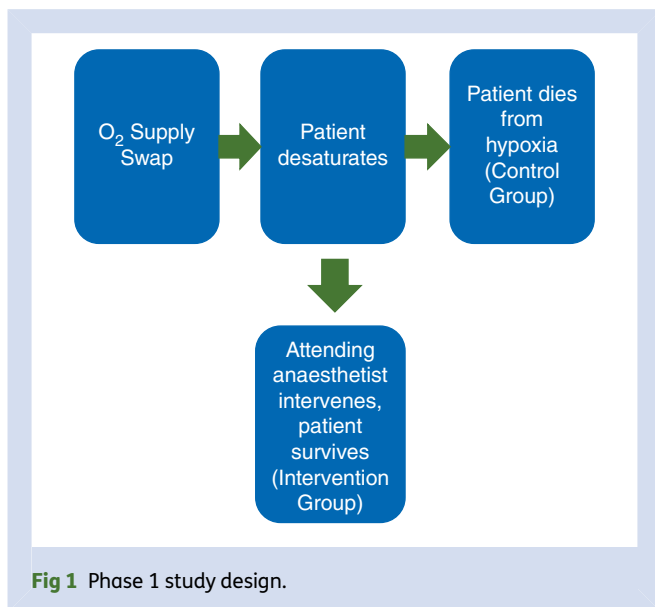 O₂ Supply
Swap
Patient
desaturates
Patient dies
from
hypoxia
(Control
Group)
Attending
anaesthetist
intervenes,
patient
survives
(Intervention
Group)
Fig 1 Phase 1 study design.